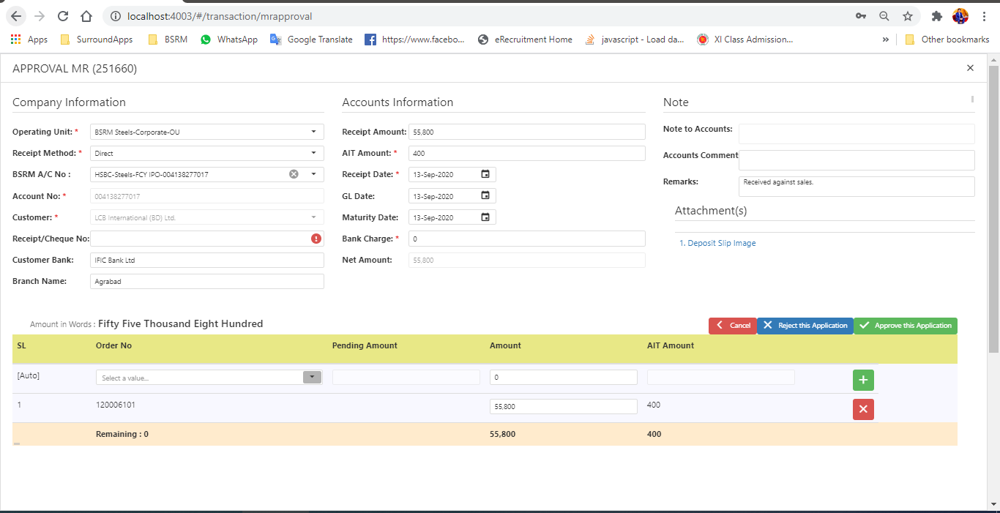 localhost:4003/#/transaction/mrapproval
Apps SurroundApps BSRM WhatsApp Google Translate https://www.facebo... eRecruitment Home javascript - Load da... XI Class Admission... » Other bookmarks
APPROVAL MR (251660)
Company Information
Operating Unit: * BSRM Steels-Corporate-OU
Receipt Method: * Direct
BSRM A/C No : HSBC-Steels-FCY IPO-004138277017
Account No: * 004138277017
Customer: * LCB International (BD) Ltd.
Receipt/Cheque No:
Customer Bank: IFIC Bank Ltd
Branch Name: Agrabad
Accounts Information
Receipt Amount: 55,800
AIT Amount: * 400
Receipt Date: * 13-Sep-2020
GL Date: 13-Sep-2020
Maturity Date: 13-Sep-2020
Bank Charge: * 0
Net Amount: 55,800
Note
Note to Accounts:
Accounts Comment
Remarks: Received against sales.
Attachment(s)
1. Deposit Slip Image
Amount in Words : Fifty Five Thousand Eight Hundred
Cancel Reject this Application Approve this Application
SL Order No Pending Amount Amount AIT Amount
[Auto] Select a value... 0
1 120006101 55,800 400
Remaining : 0 55,800 400